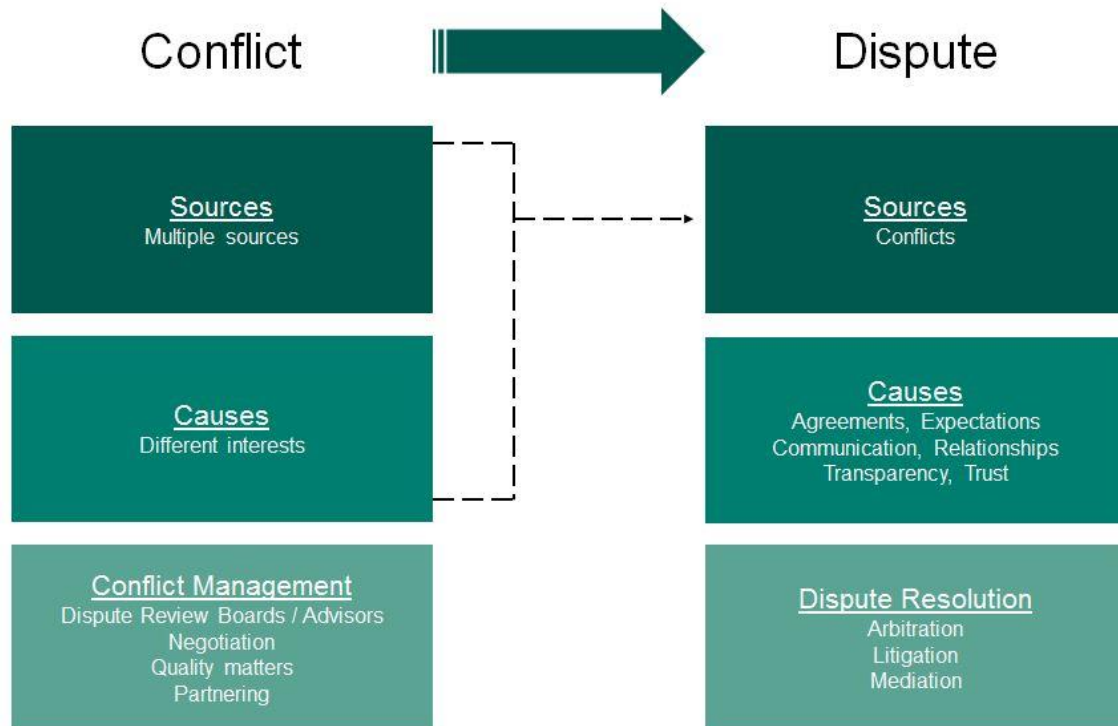 Conflict
Dispute
Sources
Multiple sources
Sources
Conflicts
Causes
Different interests
Causes
Agreements, Expectations
Communication, Relationships
Transparency, Trust
Conflict Management
Dispute Review Boards / Advisors
Negotiation
Quality matters
Partnering
Dispute Resolution
Arbitration
Litigation
Mediation